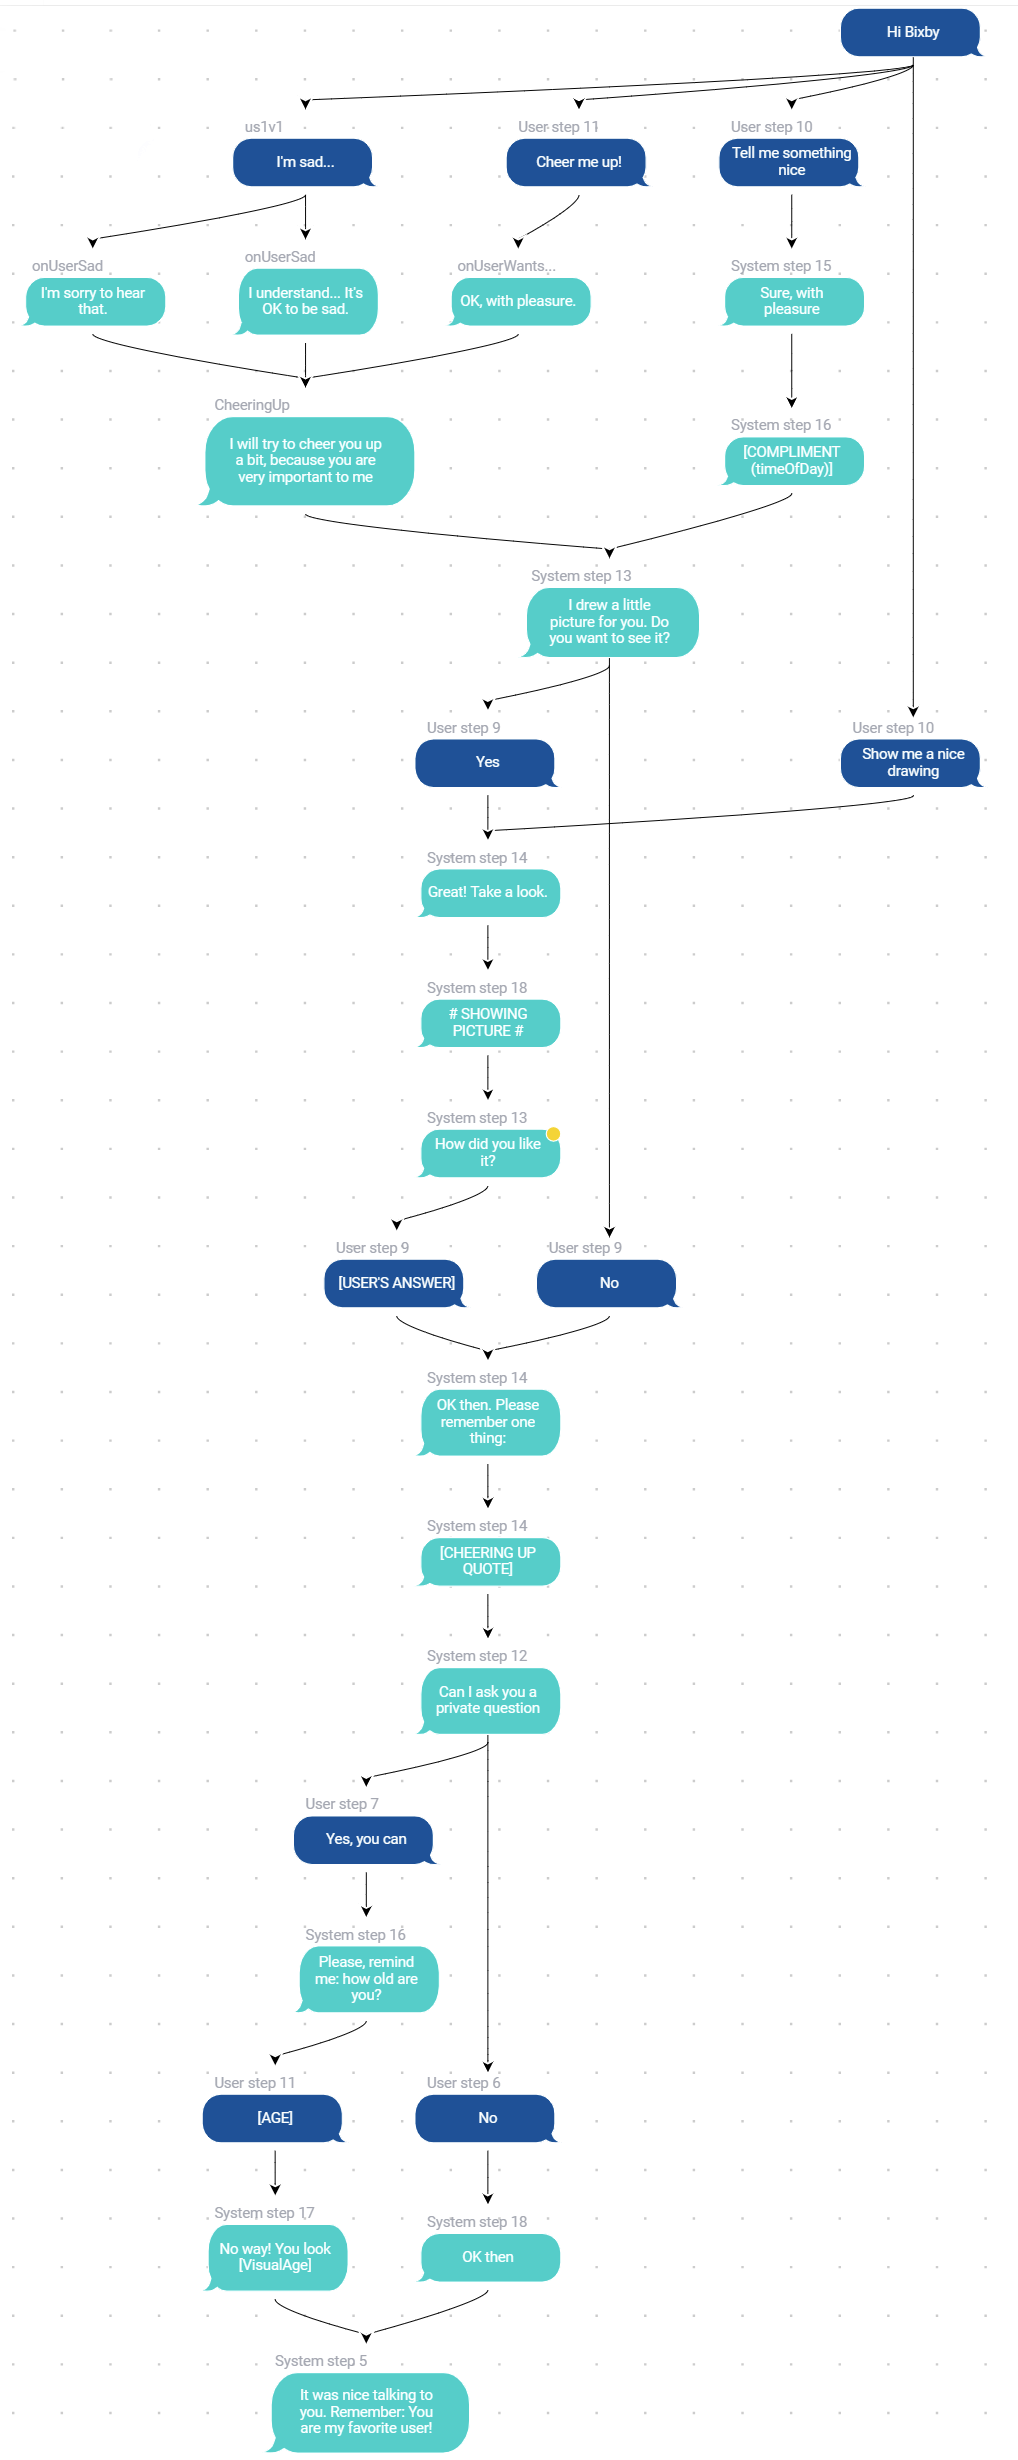 Hi Bixby
us1v1
I'm sad...
User step 11
Cheer me up!
User step 10
Tell me something
nice
onUserSad
I'm sorry to hear
that.
onUserSad
I understand... It's
OK to be sad.
onUserWants...
OK, with pleasure.
System step 15
Sure, with
pleasure
CheeringUp
I will try to cheer you up
a bit, because you are
very important to me
System step 16
[COMPLIMENT
(timeOfDay)]
System step 13
I drew a little
picture for you. Do
you want to see it?
User step 9
Yes
User step 10
Show me a nice
drawing
System step 14
Great! Take a look.
System step 18
# SHOWING
PICTURE #
System step 13
How did you like
it?
User step 9
[USER'S ANSWER]
User step 9
No
System step 14
OK then. Please
remember one
thing:
System step 14
[CHEERING UP
QUOTE]
System step 12
Can I ask you a
private question
User step 7
Yes, you can
System step 16
Please, remind
me: how old are
you?
User step 11
[AGE]
User step 6
No
System step 17
No way! You look
[VisualAge]
System step 18
OK then
System step 5
It was nice talking to
you. Remember: You
are my favorite user!